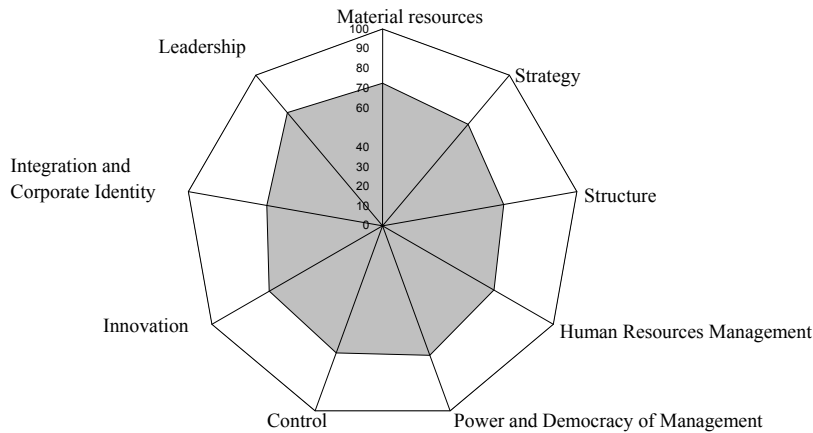 Material resources
100
90
80
70
60
40
30
20
10
0
Leadership
Strategy
Integration and
Corporate Identity
Structure
Innovation
Human Resources Management
Control
Power and Democracy of Management